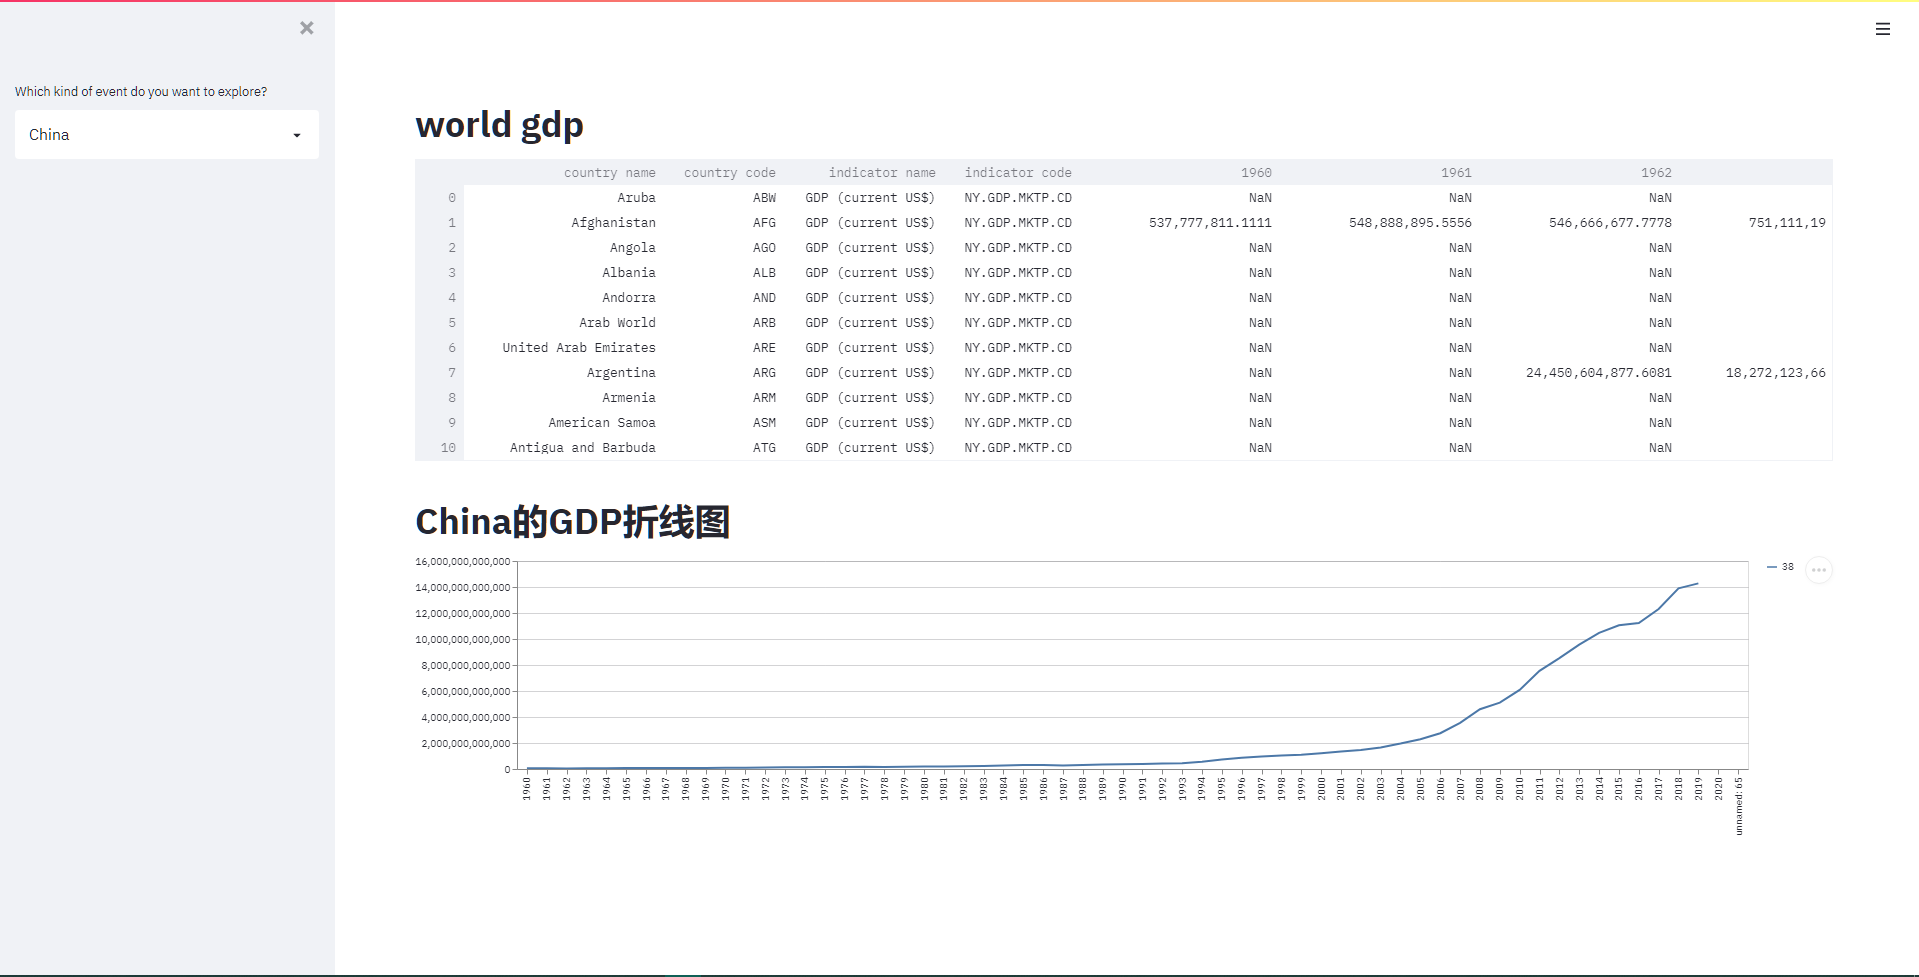 Which kind of event do you want to explore?
China
world gdp
country name country code indicator name indicator code 1960 1961 1962
0 Aruba ABW GDP (current US$) NY.GDP.MKTP.CD NaN NaN NaN
1 Afghanistan AFG GDP (current US$) NY.GDP.MKTP.CD 537,777,811.1111 548,888,895.5556 546,666,677.7778 751,111,19
2 Angola AGO GDP (current US$) NY.GDP.MKTP.CD NaN NaN NaN
3 Albania ALB GDP (current US$) NY.GDP.MKTP.CD NaN NaN NaN
4 Andorra AND GDP (current US$) NY.GDP.MKTP.CD NaN NaN NaN
5 Arab World ARB GDP (current US$) NY.GDP.MKTP.CD NaN NaN NaN
6 United Arab Emirates ARE GDP (current US$) NY.GDP.MKTP.CD NaN NaN NaN
7 Argentina ARG GDP (current US$) NY.GDP.MKTP.CD NaN NaN 24,450,604,877.6081 18,272,123,66
8 Armenia ARM GDP (current US$) NY.GDP.MKTP.CD NaN NaN NaN
9 American Samoa ASM GDP (current US$) NY.GDP.MKTP.CD NaN NaN NaN
10 Antigua and Barbuda ATG GDP (current US$) NY.GDP.MKTP.CD NaN NaN NaN
China的GDP折线图
16,000,000,000,000
14,000,000,000,000
12,000,000,000,000
10,000,000,000,000
8,000,000,000,000
6,000,000,000,000
4,000,000,000,000
2,000,000,000,000
0
38
1960 1961 1962 1963 1964 1965 1966 1967 1968 1969 1970 1971 1972 1973 1974 1975 1976 1977 1978 1979 1980 1981 1982 1983 1984 1985 1986 1987 1988 1989 1990 1991 1992 1993 1994 1995 1996 1997 1998 1999 2000 2001 2002 2003 2004 2005 2006 2007 2008 2009 2010 2011 2012 2013 2014 2015 2016 2017 2018 2019 2020 unnamed: 65